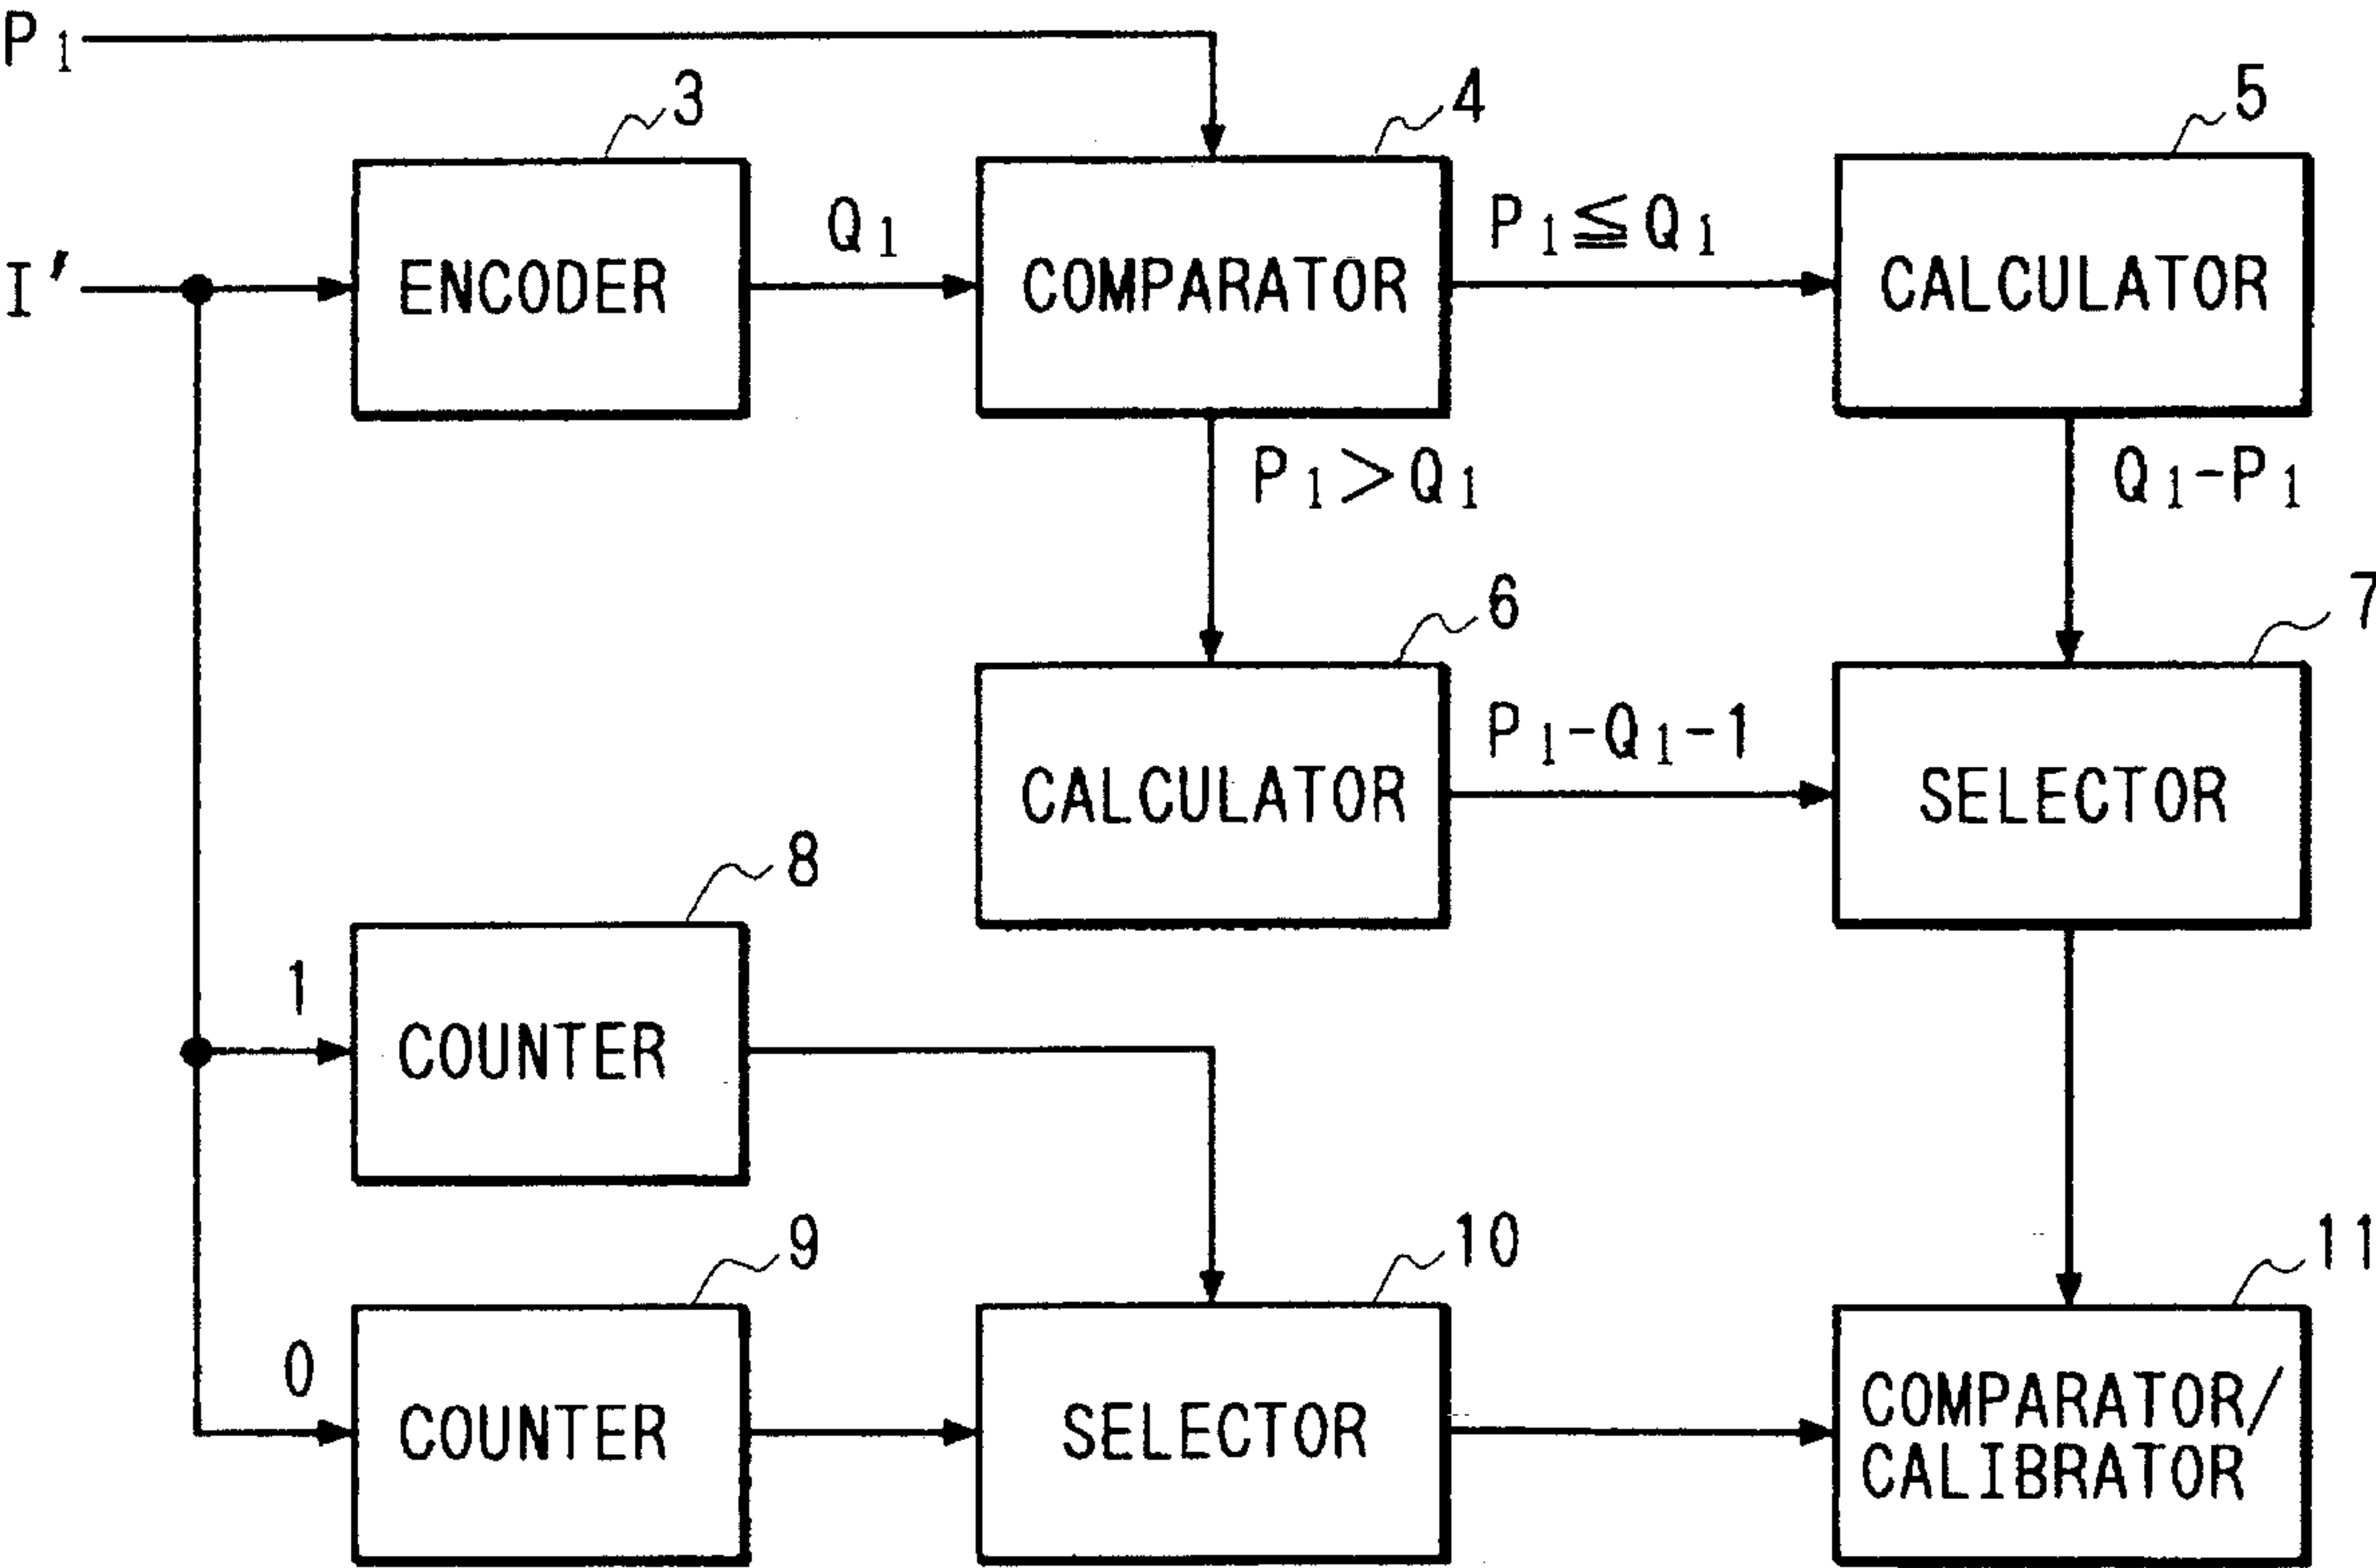 P1
3
4
5
I'
ENCODER
Q1
COMPARATOR
P1≦Q1
CALCULATOR
P1>Q1
Q1-P1
6
7
CALCULATOR
P1-Q1-1
SELECTOR
8
1
COUNTER
9
10
11
0
COUNTER
SELECTOR
COMPARATOR/
CALIBRATOR